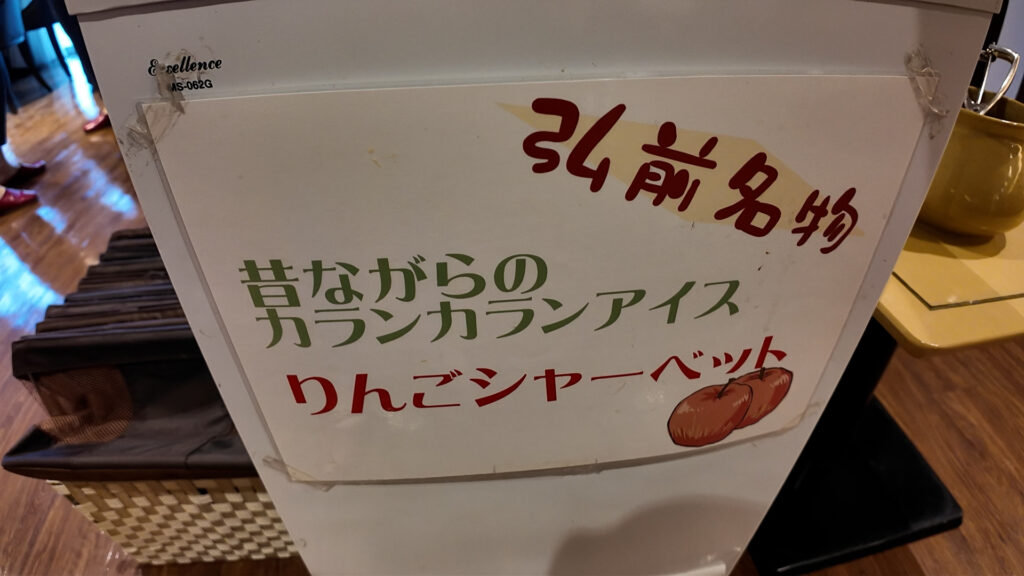 Excellence
MS-062G
弘前名物
昔ながらの
カランカランアイス
りんごシャーベット